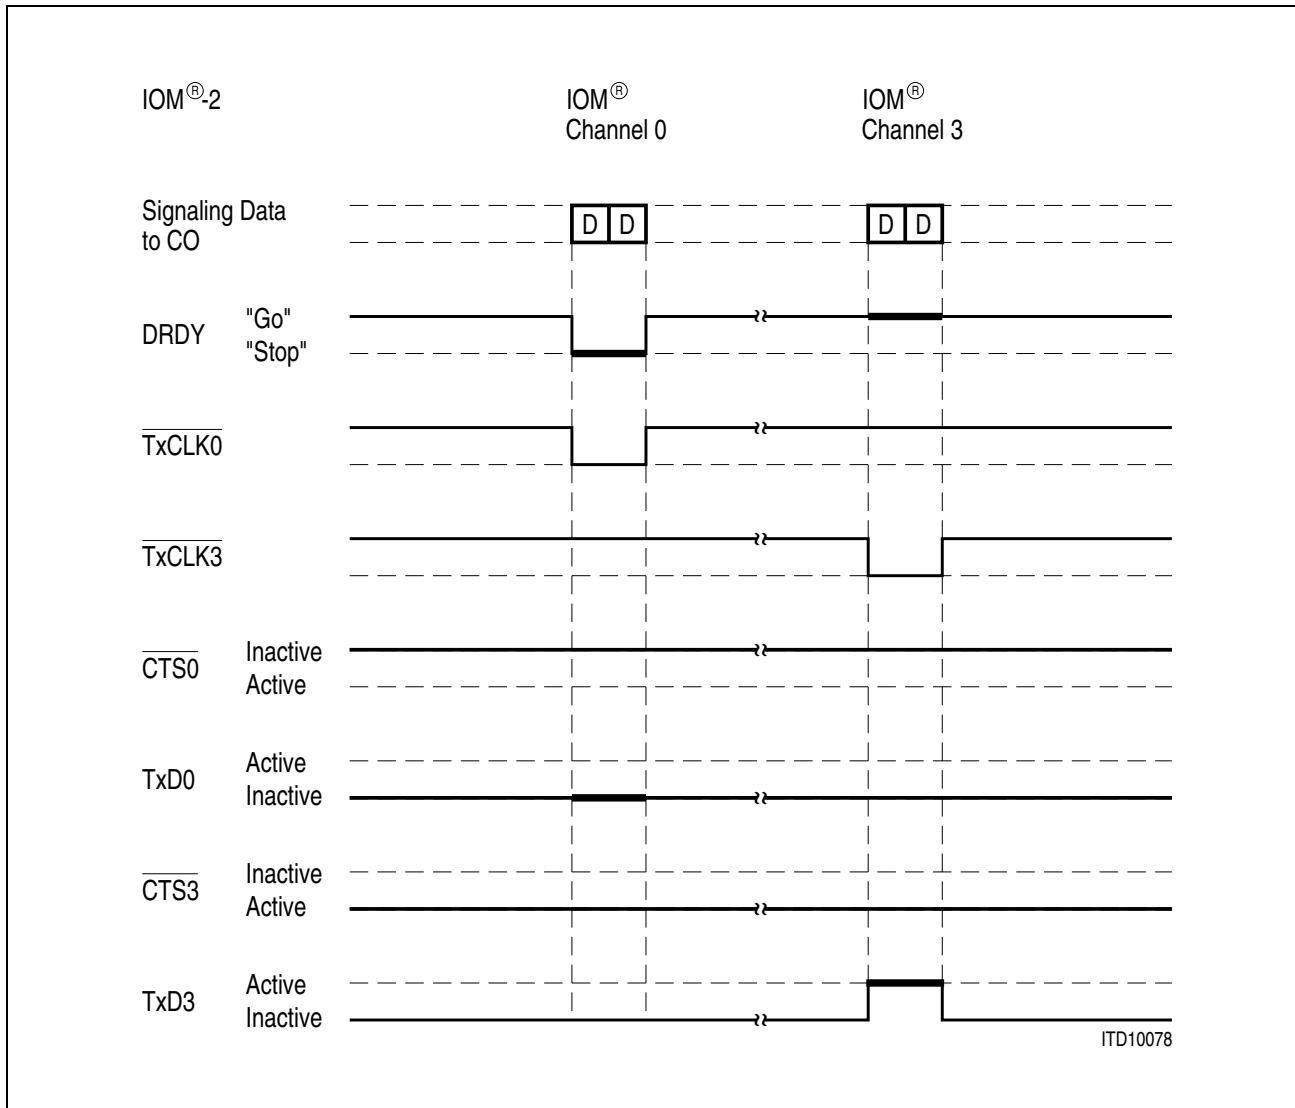 IOM®-2
IOM®
Channel 0
IOM®
Channel 3
Signaling Data
to CO
D D
D D
DRDY
"Go"
"Stop"
TxCLK0
TxCLK3
CTS0
Inactive
Active
TxD0
Active
Inactive
CTS3
Inactive
Active
TxD3
Active
Inactive
ITD10078